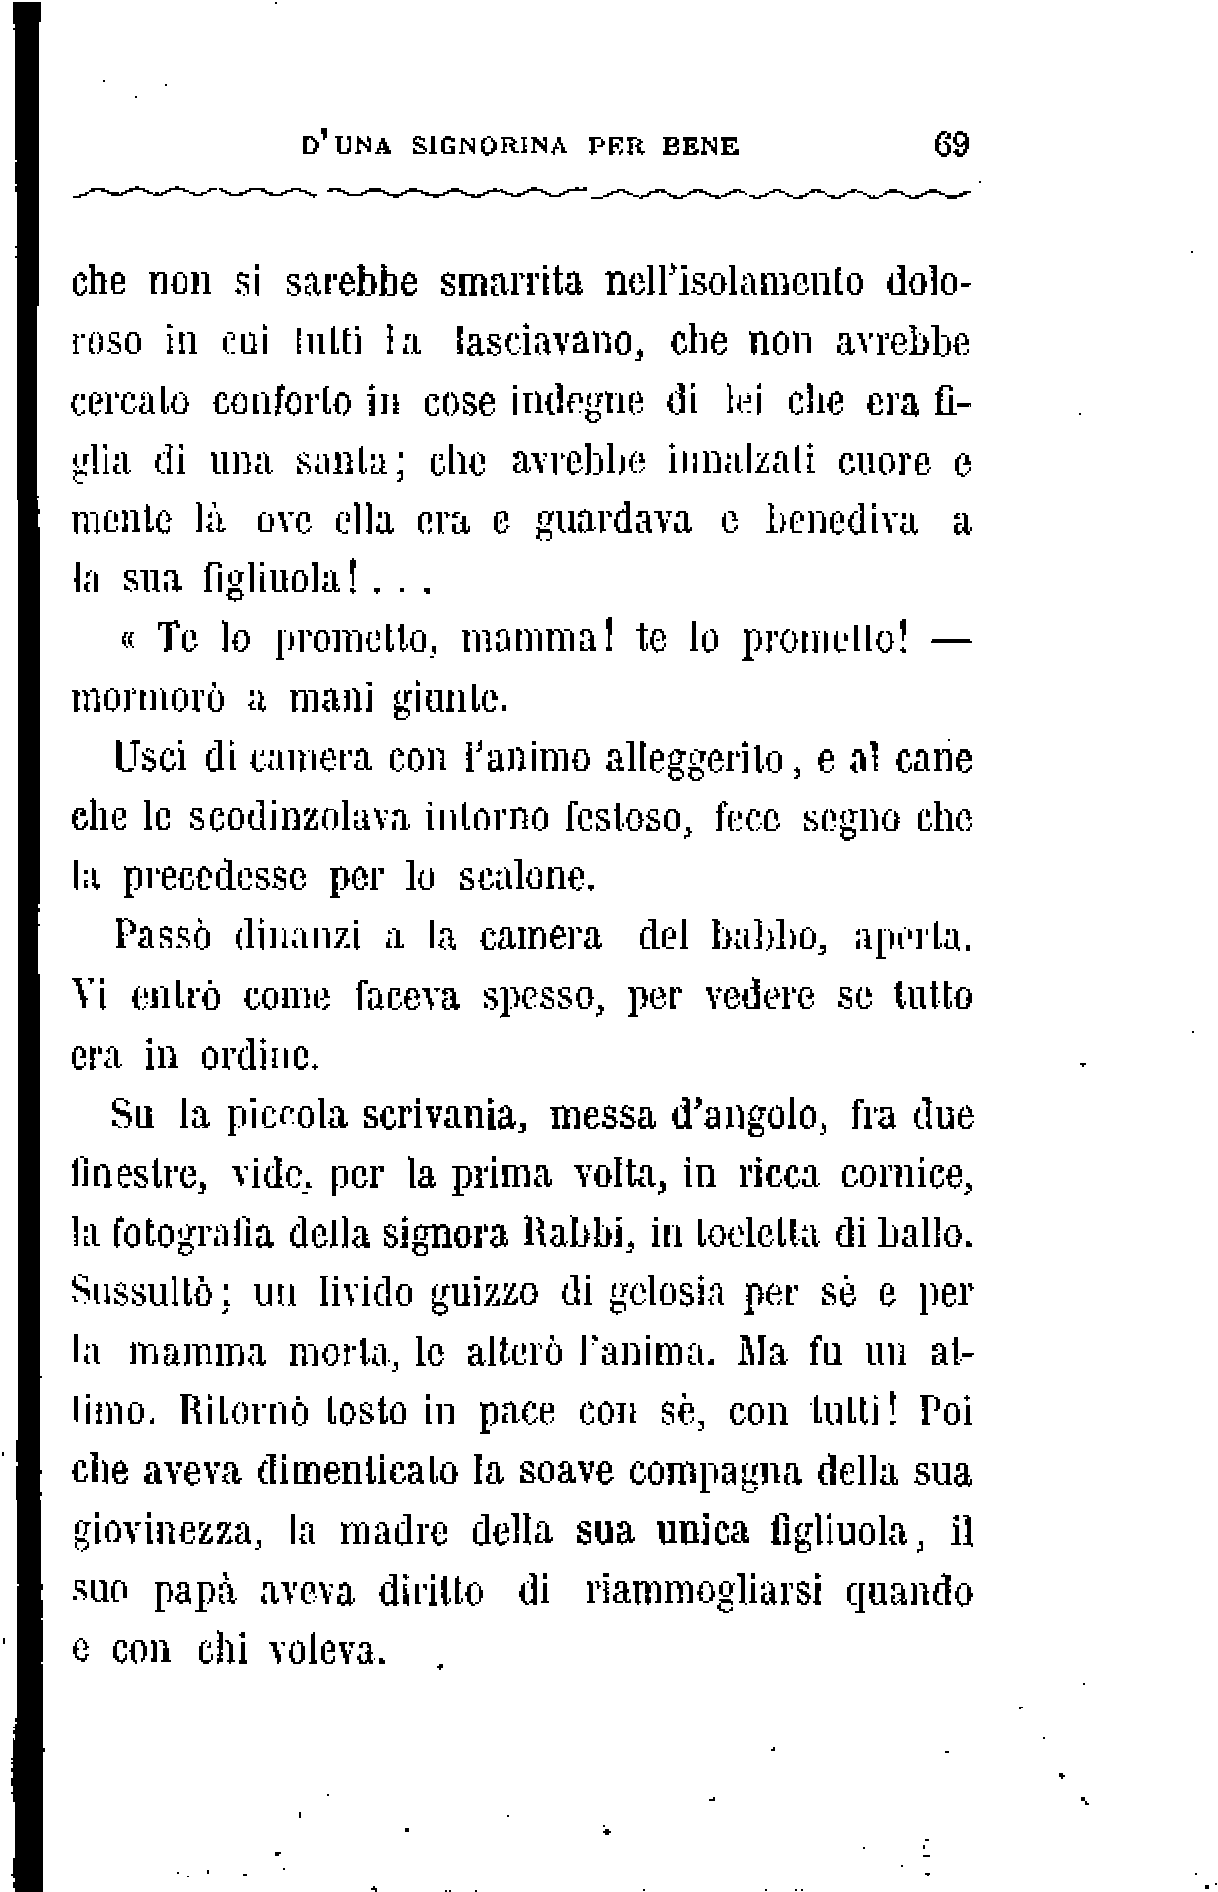 D'UNA SIGNORINA PER BENE 69
che non si sarebbe smarrita nell'isolamento dolo-
roso in cui tutti la lasciavano, che non avrebbe
cercato conforto in cose indegne di lei che era fi-
glia di una santa; che avrebbe innalzati cuore e
mente là ove ella era e guardava e benediva a
la sua figliuola! . . .
« Te lo prometto, mamma! te lo prometto! —
mormorò a mani giunte.
Uscì di camera con l'animo alleggerito, e al cane
che le scodinzolava intorno festoso, fece segno che
la precedesse per lo scalone.
Passò dinanzi a la camera del babbo, aperta.
Vi entrò come faceva spesso, per vedere se tutto
era in ordine.
Su la piccola scrivania, messa d'angolo, fra due
finestre, vide, per la prima volta, in ricca cornice,
la fotografia della signora Rabbi, in toeletta di ballo.
Sussultò; un livido guizzo di gelosia per sè e per
la mamma morta, le alterò l'anima. Ma fu un at-
timo. Ritornò tosto in pace con sè, con tutti! Poi
che aveva dimenticato la soave compagna della sua
giovinezza, la madre della sua unica figliuola, il
suo papà aveva diritto di riammogliarsi quando
e con chi voleva.